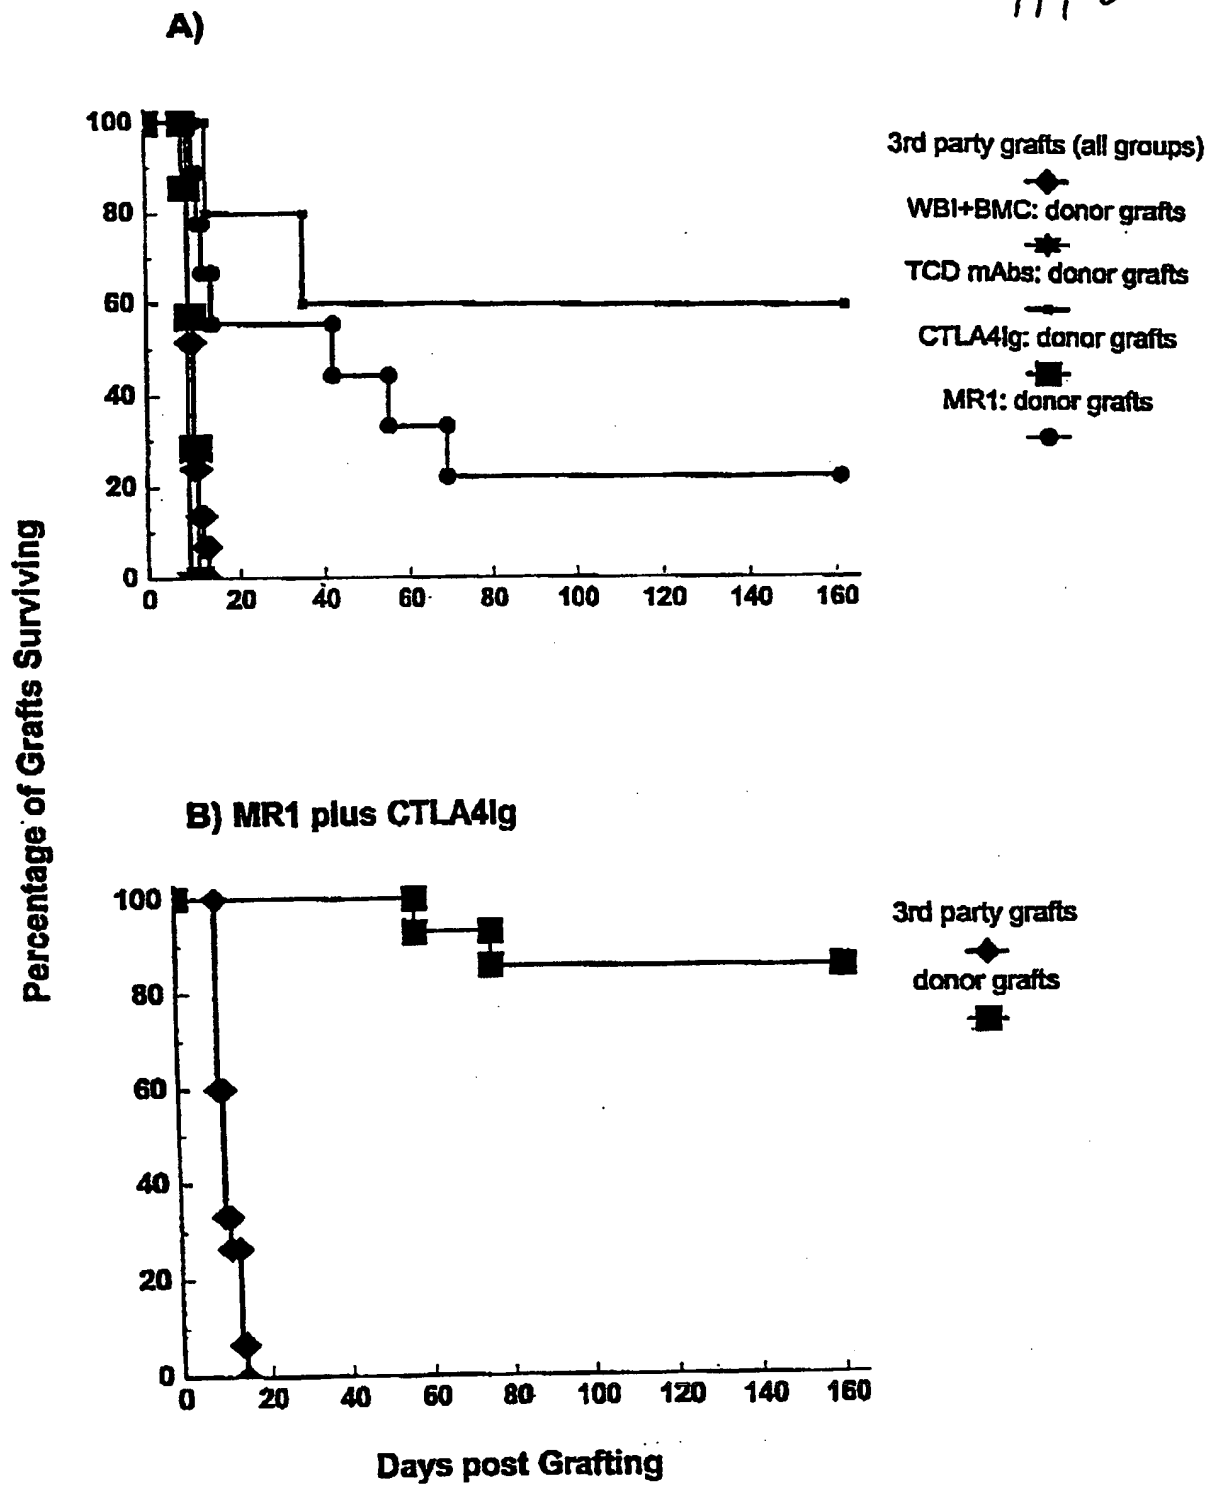 A)
100
80
60
40
20
0
0 20 40 60 80 100 120 140 160
3rd party grafts (all groups)
WBI+BMC: donor grafts
TCD mAbs: donor grafts
CTLA4Ig: donor grafts
MR1: donor grafts
Percentage of Grafts Surviving
B) MR1 plus CTLA4Ig
100
80
60
40
20
0
0 20 40 60 80 100 120 140 160
3rd party grafts
donor grafts
Days post Grafting